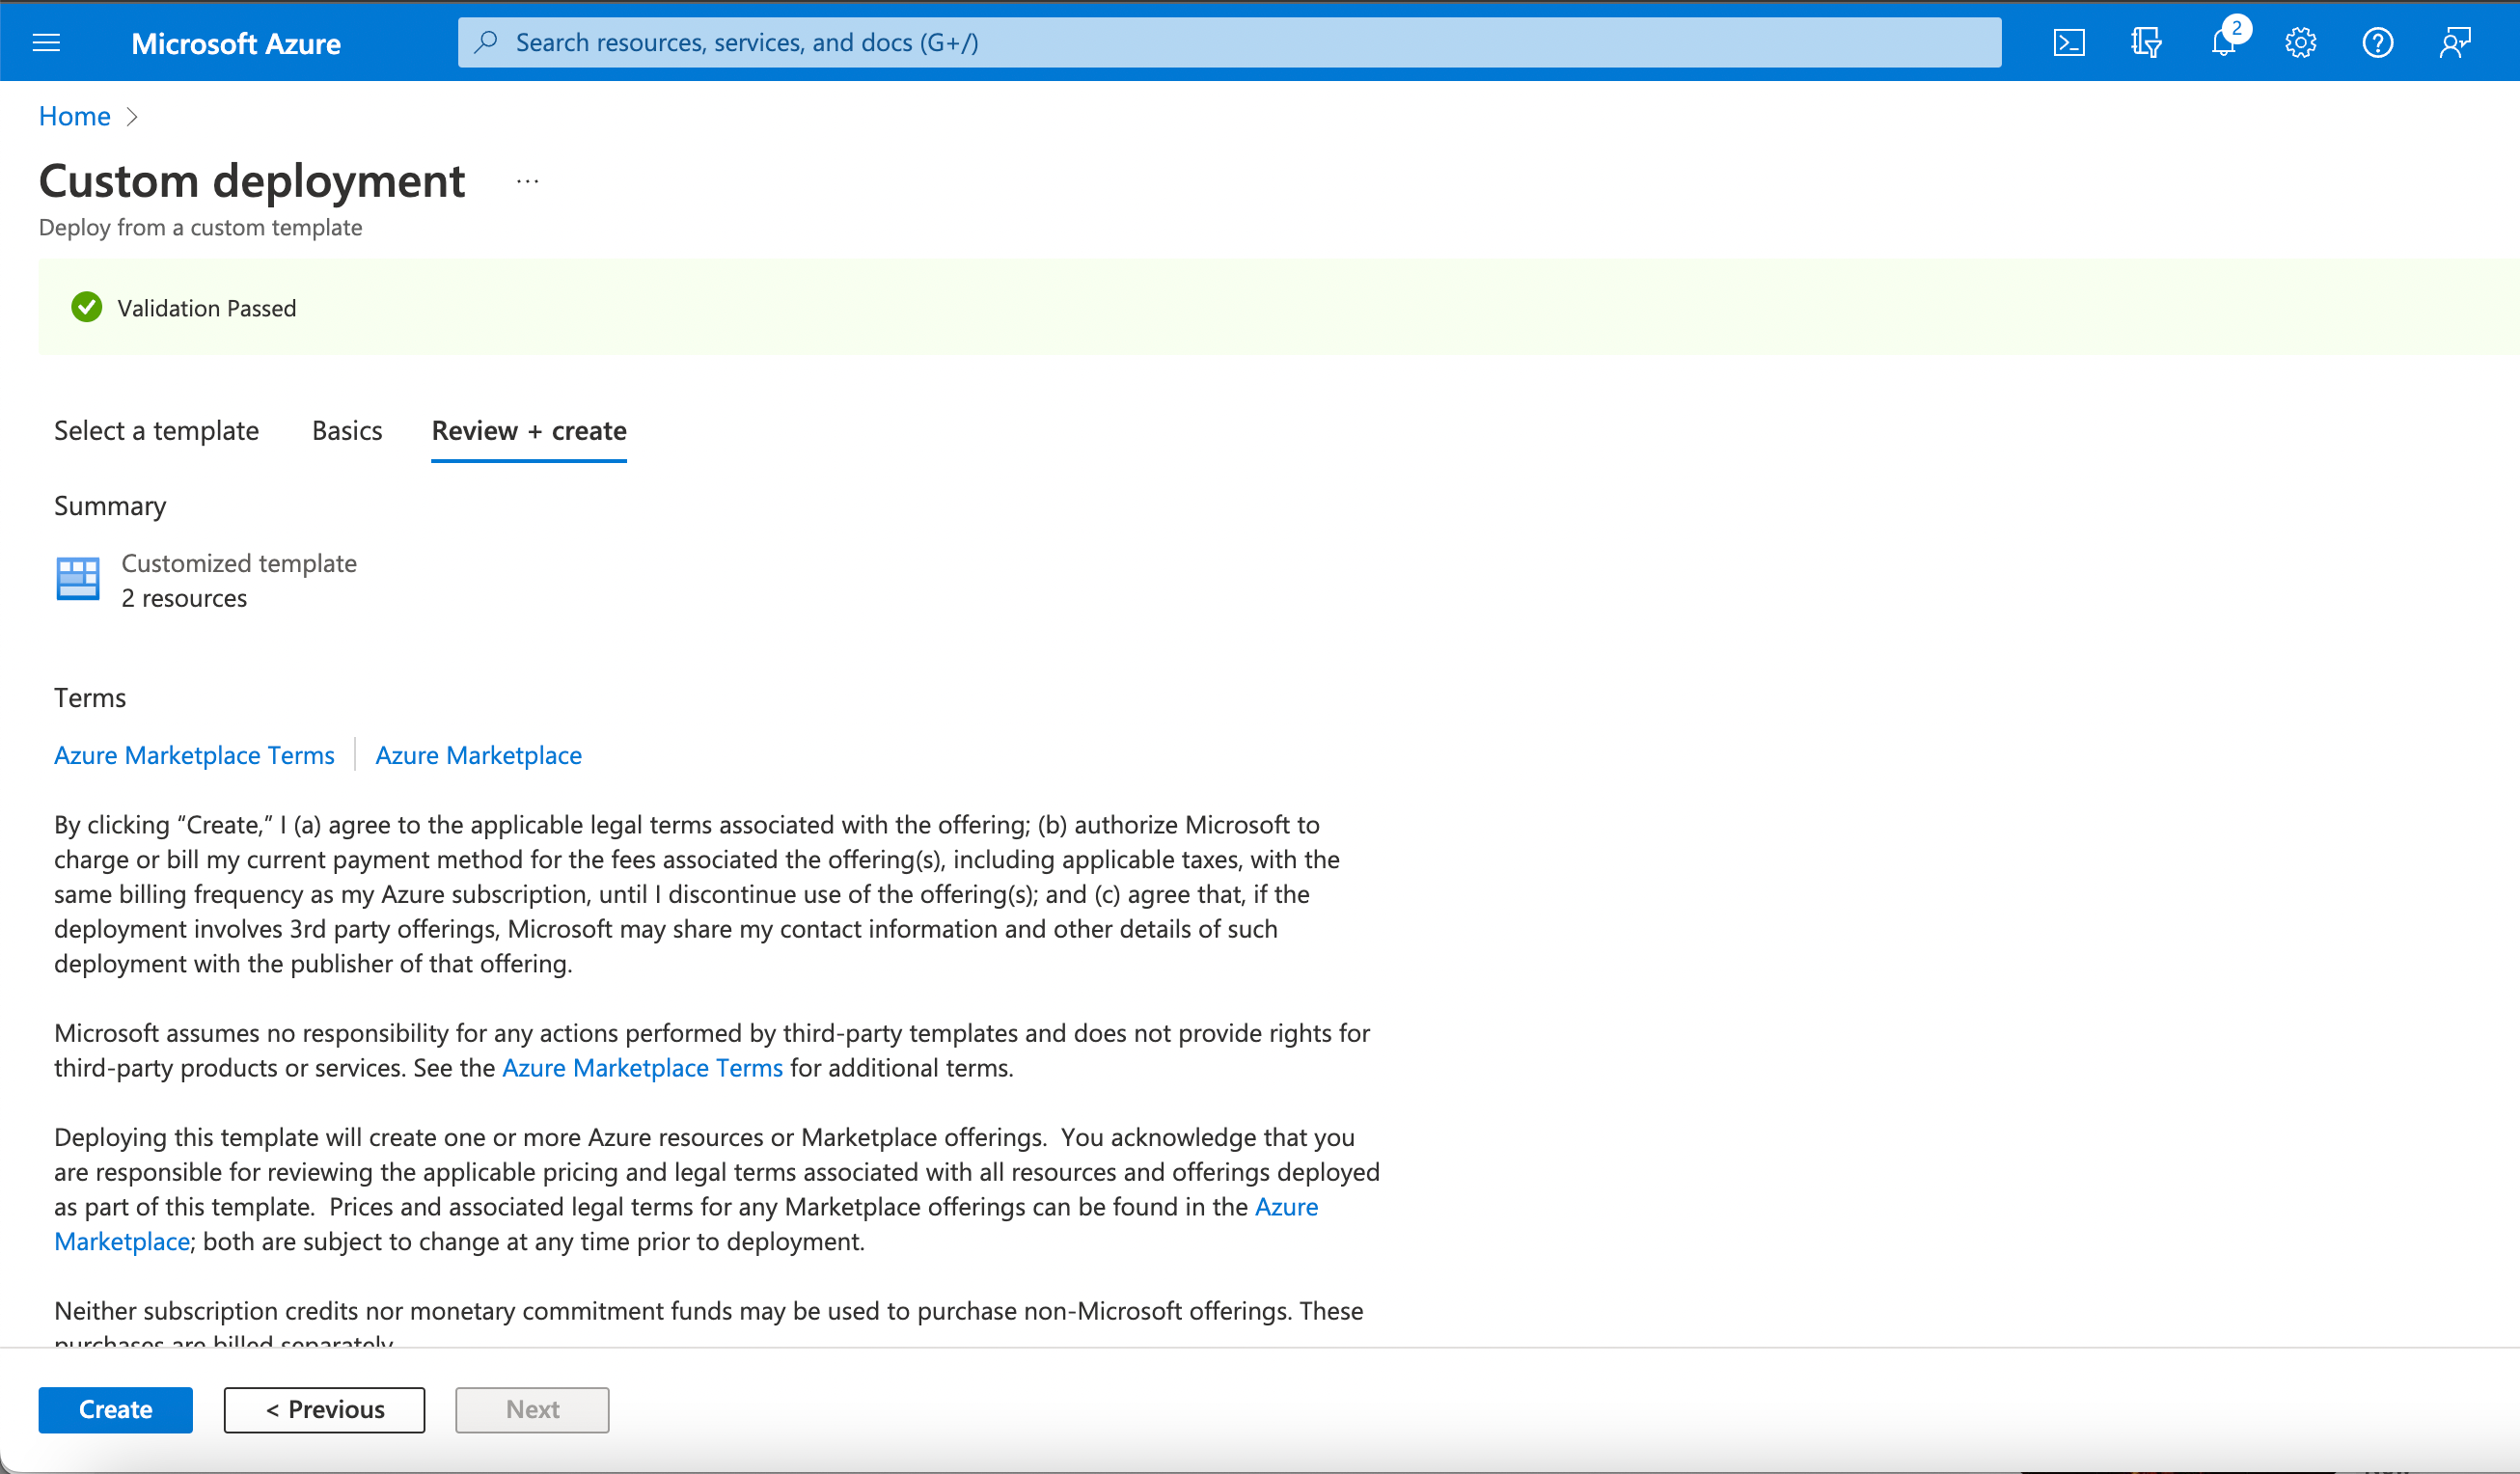 Microsoft Azure
Search resources, services, and docs (G+/)
2
Home
Custom deployment
Deploy from a custom template
Validation Passed
Select a template
Basics
Review + create
Summary
Customized template
2 resources
Terms
Azure Marketplace Terms
Azure Marketplace
By clicking “Create,” I (a) agree to the applicable legal terms associated with the offering; (b) authorize Microsoft to
charge or bill my current payment method for the fees associated the offering(s), including applicable taxes, with the
same billing frequency as my Azure subscription, until I discontinue use of the offering(s); and (c) agree that, if the
deployment involves 3rd party offerings, Microsoft may share my contact information and other details of such
deployment with the publisher of that offering.
Microsoft assumes no responsibility for any actions performed by third-party templates and does not provide rights for
third-party products or services. See the Azure Marketplace Terms for additional terms.
Deploying this template will create one or more Azure resources or Marketplace offerings.  You acknowledge that you
are responsible for reviewing the applicable pricing and legal terms associated with all resources and offerings deployed
as part of this template.  Prices and associated legal terms for any Marketplace offerings can be found in the Azure
Marketplace; both are subject to change at any time prior to deployment.
Neither subscription credits nor monetary commitment funds may be used to purchase non-Microsoft offerings. These
purchases are billed separately.
Create
< Previous
Next